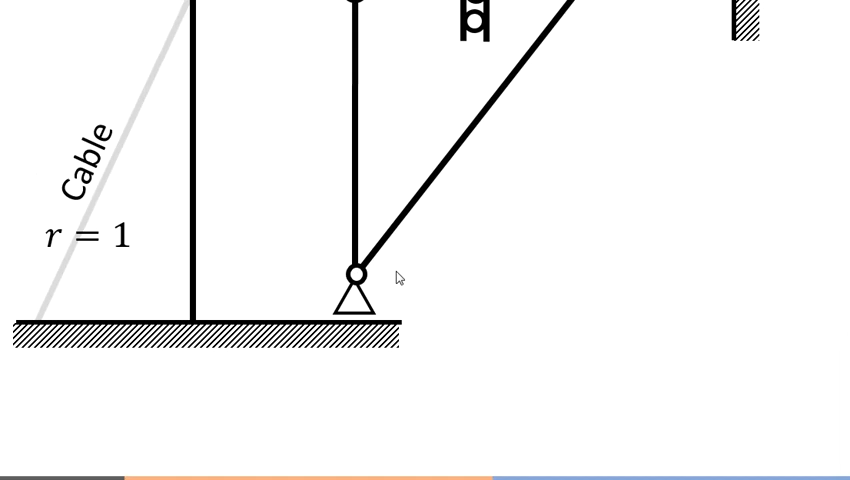 Cable
r = 1